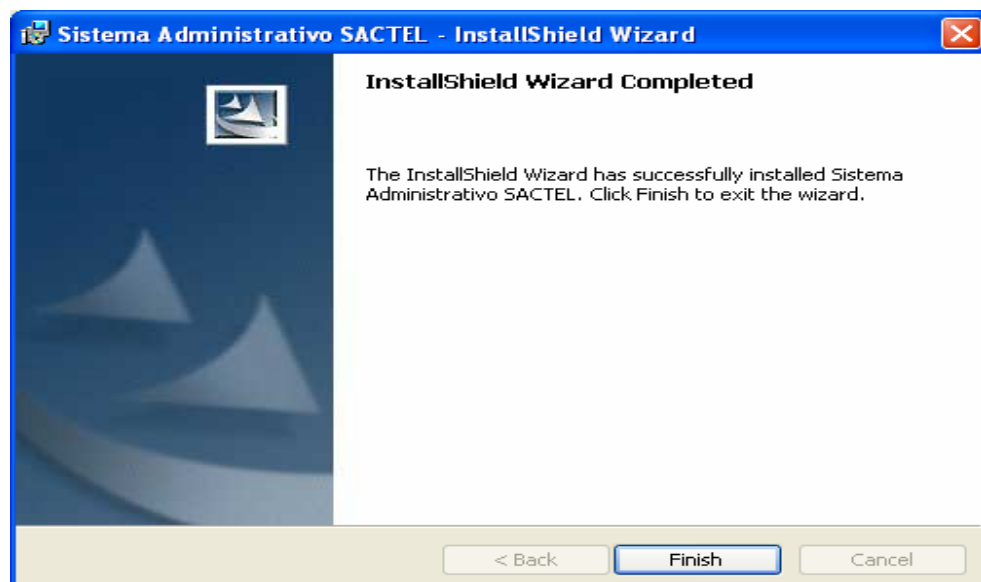 Sistema Administrativo SACTEL - InstallShield Wizard
InstallShield Wizard Completed
The InstallShield Wizard has successfully installed Sistema
Administrativo SACTEL. Click Finish to exit the wizard.
< Back
Finish
Cancel